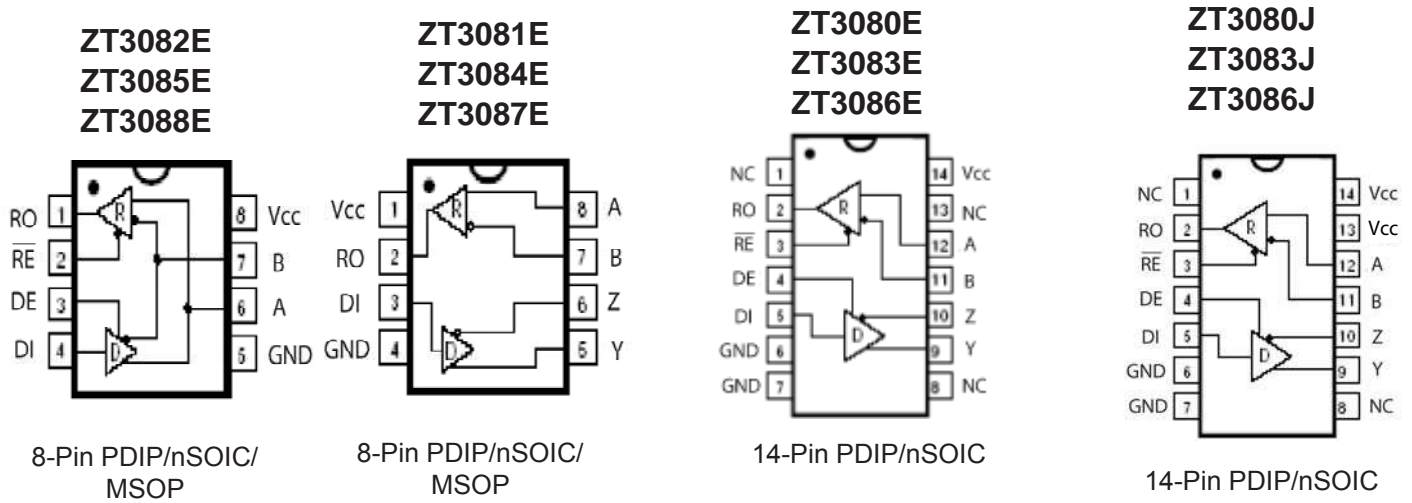 ZT3082E
ZT3085E
ZT3088E
RO 1
R
8 Vcc
RE 2
7 B
DE 3
6 A
DI 4
D
5 GND
8-Pin PDIP/nSOIC/
MSOP
ZT3081E
ZT3084E
ZT3087E
Vcc 1
R
8 A
RO 2
7 B
DI 3
6 Z
GND 4
D
5 Y
8-Pin PDIP/nSOIC/
MSOP
ZT3080E
ZT3083E
ZT3086E
NC 1
14 Vcc
RO 2
R
13 NC
RE 3
12 A
DE 4
11 B
DI 5
10 Z
GND 6
D
9 Y
GND 7
8 NC
14-Pin PDIP/nSOIC
ZT3080J
ZT3083J
ZT3086J
NC 1
14 Vcc
RO 2
R
13 Vcc
RE 3
12 A
DE 4
11 B
DI 5
10 Z
GND 6
D
9 Y
GND 7
8 NC
14-Pin PDIP/nSOIC